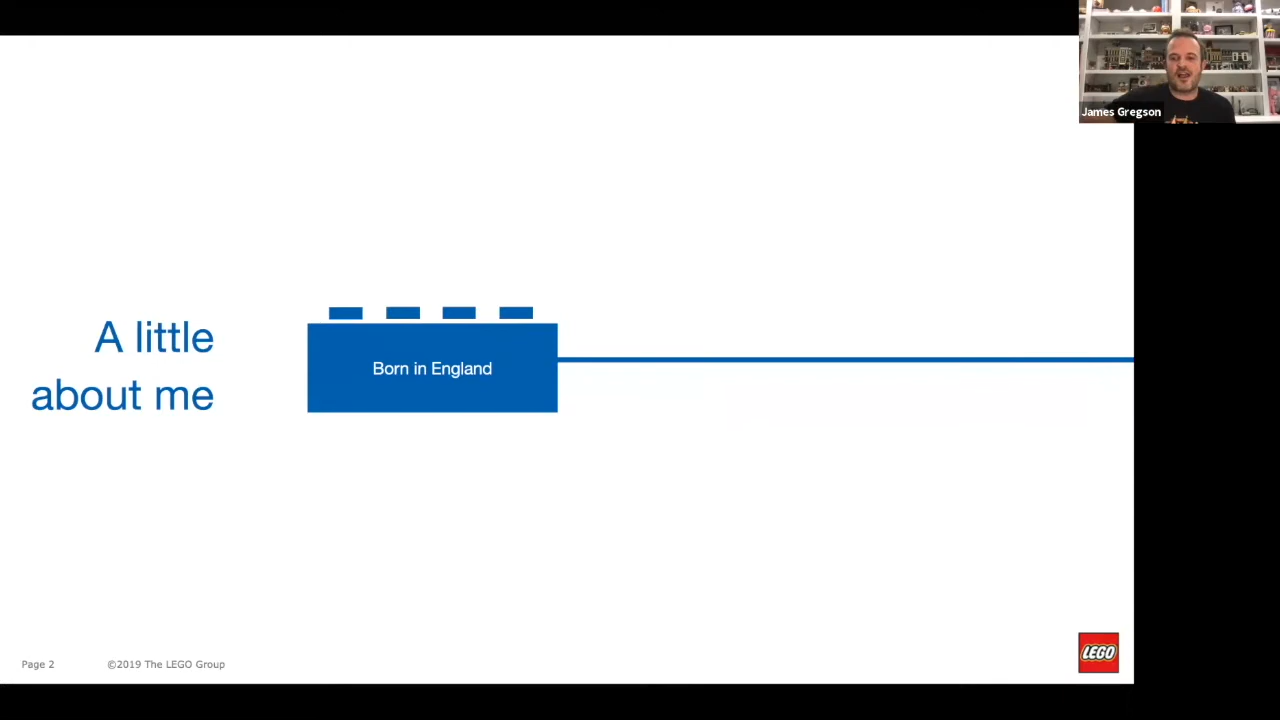 James Gregson
A little
about me
Born in England
Page 2
©2019 The LEGO Group
LEGO